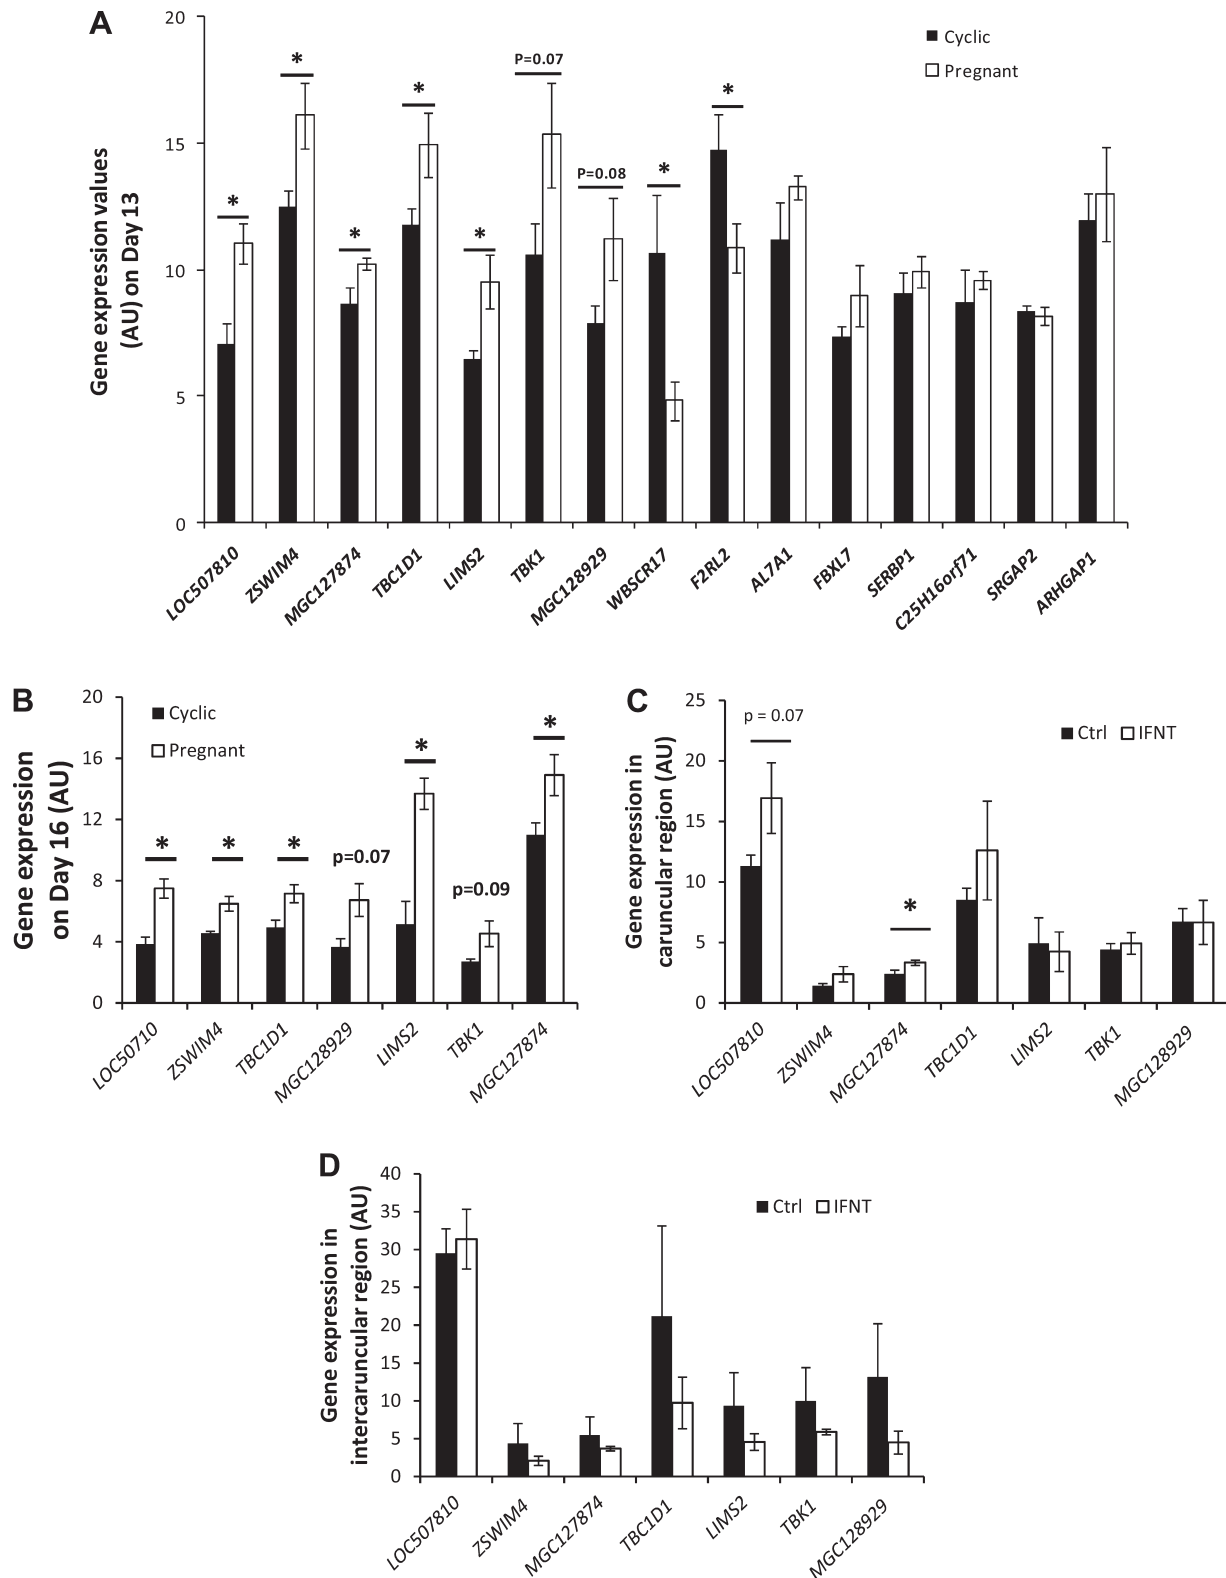 A
Gene expression values
(AU) on Day 13
20
15
10
5
0
Cyclic
Pregnant
*
*
*
*
*
P=0.07
P=0.08
*
*
LOC507810
ZSWIM4
MGC127874
TBC1D1
LIMS2
TBK1
MGC128929
WBSCR17
F2RL2
AL7A1
FBXL7
SERBP1
C25H16orf71
SRGAP2
ARHGAP1
B
Gene expression
on Day 16 (AU)
20
16
12
8
4
0
Cyclic
Pregnant
*
*
*
p=0.07
*
p=0.09
*
LOC50710
ZSWIM4
TBC1D1
MGC128929
LIMS2
TBK1
MGC127874
C
Gene expression in
caruncular region (AU)
25
20
15
10
5
0
p = 0.07
*
Ctrl IFNT
LOC507810
ZSWIM4
MGC127874
TBC1D1
LIMS2
TBK1
MGC128929
D
Gene expression in
intercaruncular region (AU)
40
35
30
25
20
15
10
5
0
Ctrl IFNT
LOC507810
ZSWIM4
MGC127874
TBC1D1
LIMS2
TBK1
MGC128929